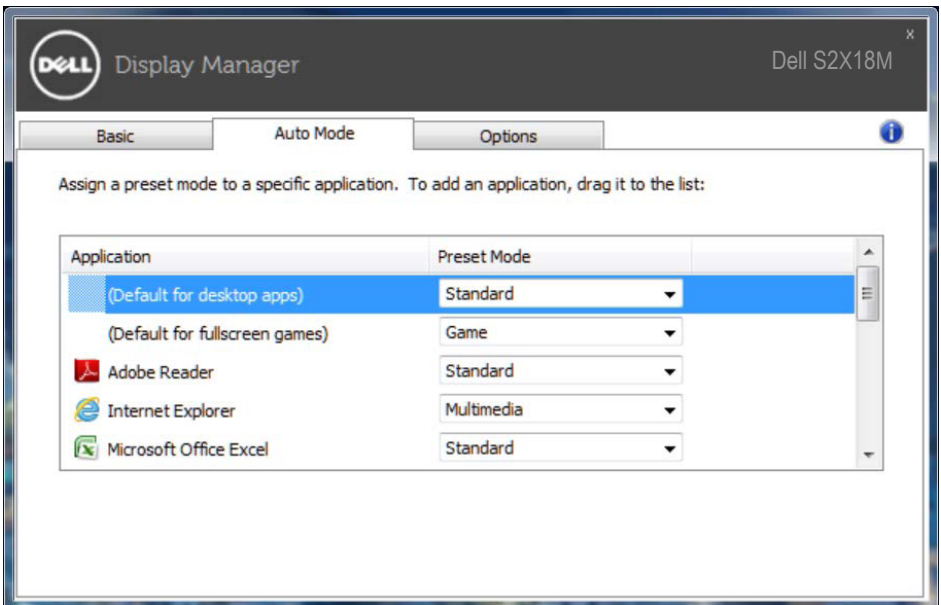 x
DELL Display Manager Dell S2X18M
Basic Auto Mode Options i
Assign a preset mode to a specific application. To add an application, drag it to the list:
Application Preset Mode
(Default for desktop apps) Standard
(Default for fullscreen games) Game
Adobe Reader Standard
Internet Explorer Multimedia
Microsoft Office Excel Standard